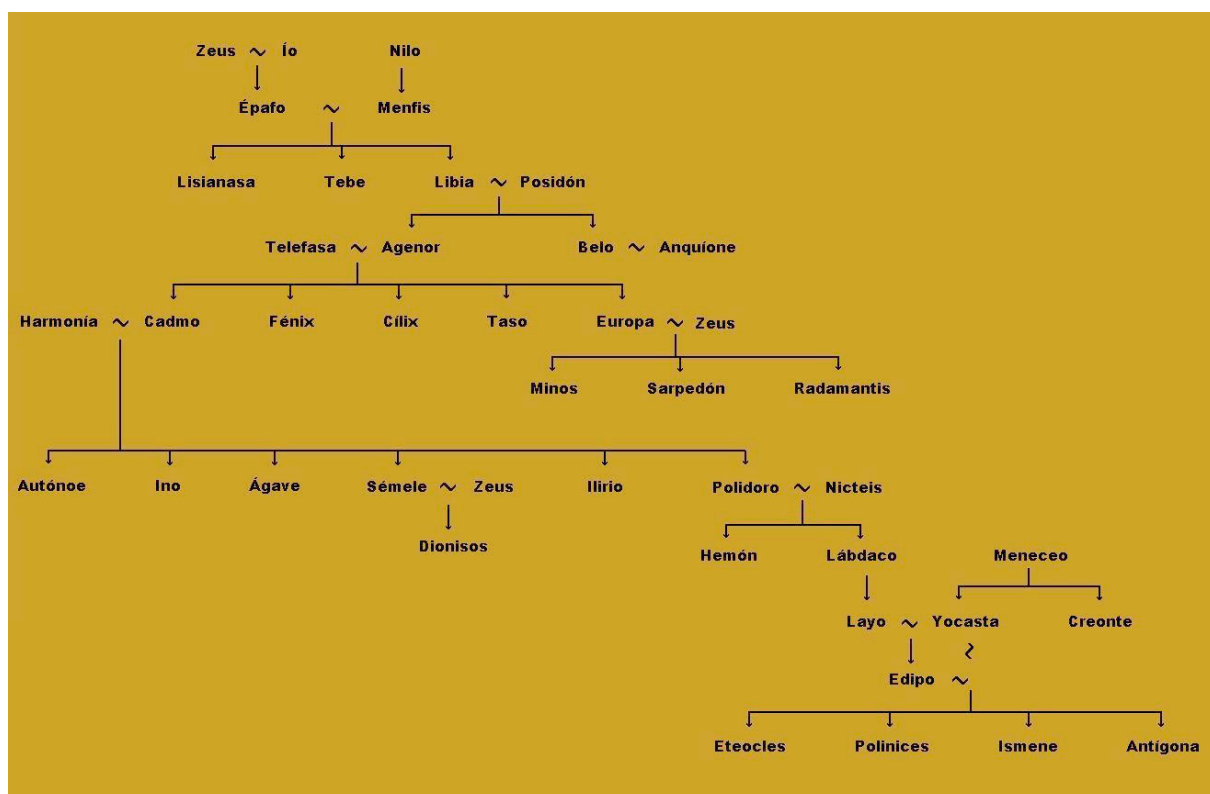 Zeus ~ Ío Nilo
Épafo ~ Menfis
Lisianasa Tebe Libia ~ Posidón
Telefasa ~ Agenor Belo ~ Anquíone
Harmonía ~ Cadmo Fénix Cílix Taso Europa ~ Zeus
Minos Sarpedón Radamantis
Autónoe Ino Ágave Sémele ~ Zeus Ilirio Polidoro ~ Nicteis
Dionisos Hemón Lábdaco Meneceo
Layo ~ Yocasta Creonte
~
Edipo ~
Eteocles Polinices Ismene Antígona